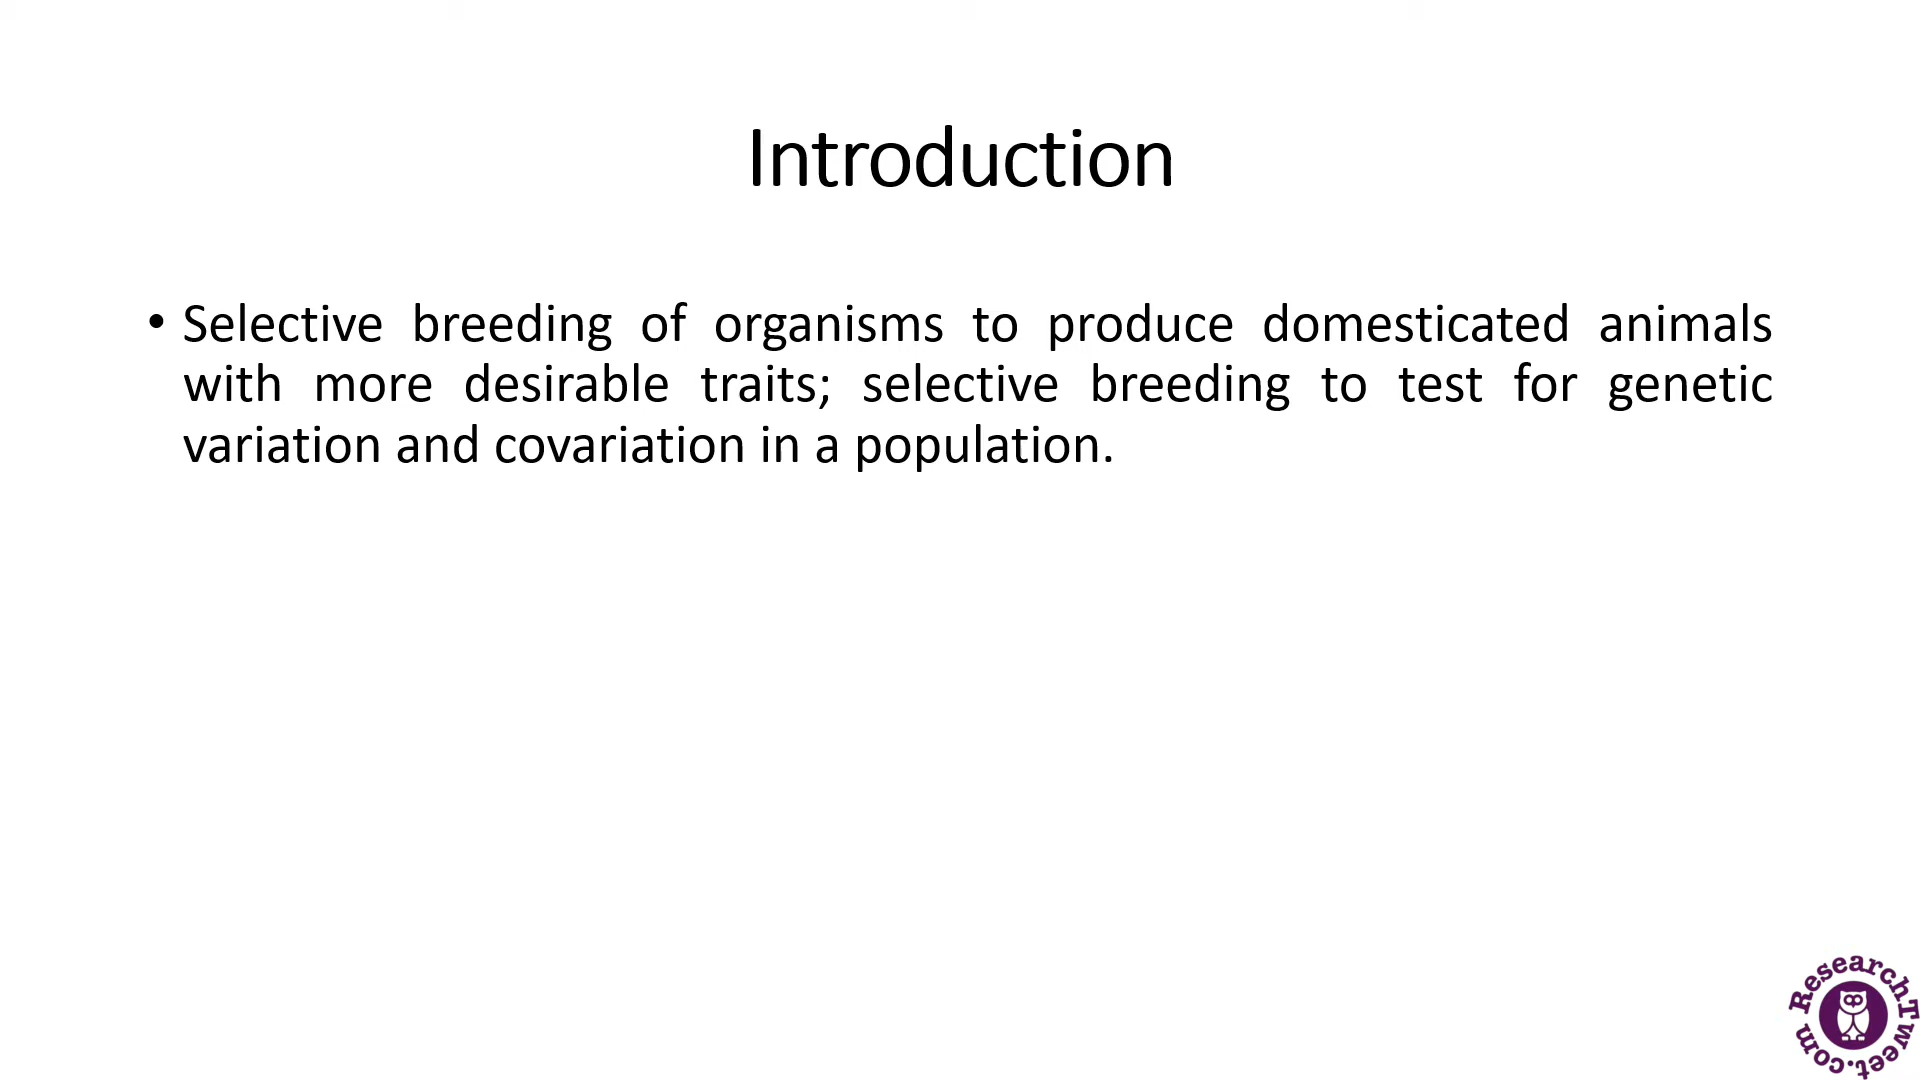 Introduction
• Selective breeding of organisms to produce domesticated animals
with more desirable traits; selective breeding to test for genetic
variation and covariation in a population.
ResearchTweet.com